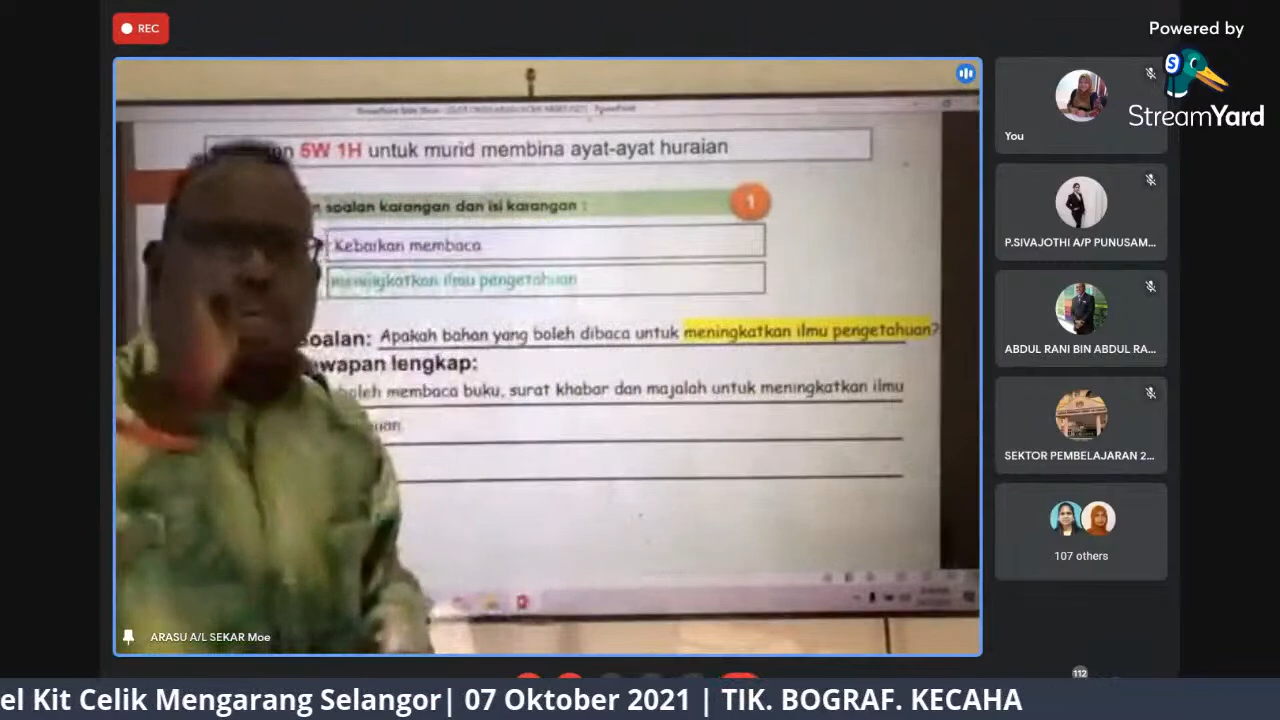 REC
Powered by
StreamYard
5W 1H untuk murid membina ayat-ayat huraian
soalan karangan dan isi karangan :
1
Kebaikan membaca
meningkatkan ilmu pengetahuan
Soalan: Apakah bahan yang boleh dibaca untuk meningkatkan ilmu pengetahuan?
wapan lengkap:
boleh membaca buku, surat khabar dan majalah untuk meningkatkan ilmu
uan
ARASU A/L SEKAR Moe
You
P.SIVAJOTHI A/P PUNUSAM...
ABDUL RANI BIN ABDUL RA...
SEKTOR PEMBELAJARAN 2...
107 others
112
el Kit Celik Mengarang Selangor| 07 Oktober 2021 | TIK. BOGRAF. KECAHA